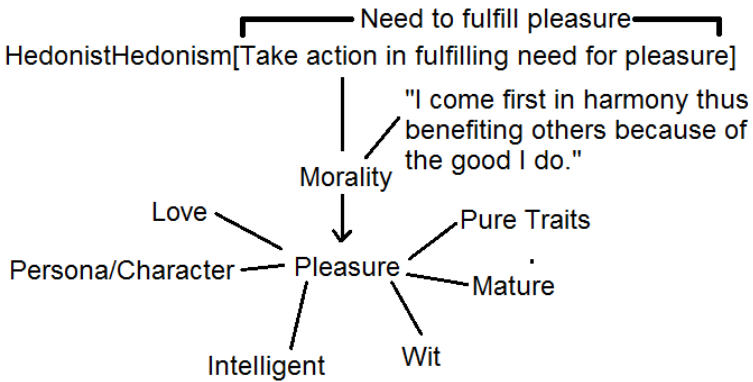 Need to fulfill pleasure
HedonistHedonism[Take action in fulfilling need for pleasure]
"I come first in harmony thus
benefiting others because of
the good I do."
Morality
Love
Pure Traits
Persona/Character
Pleasure
Mature
Intelligent
Wit